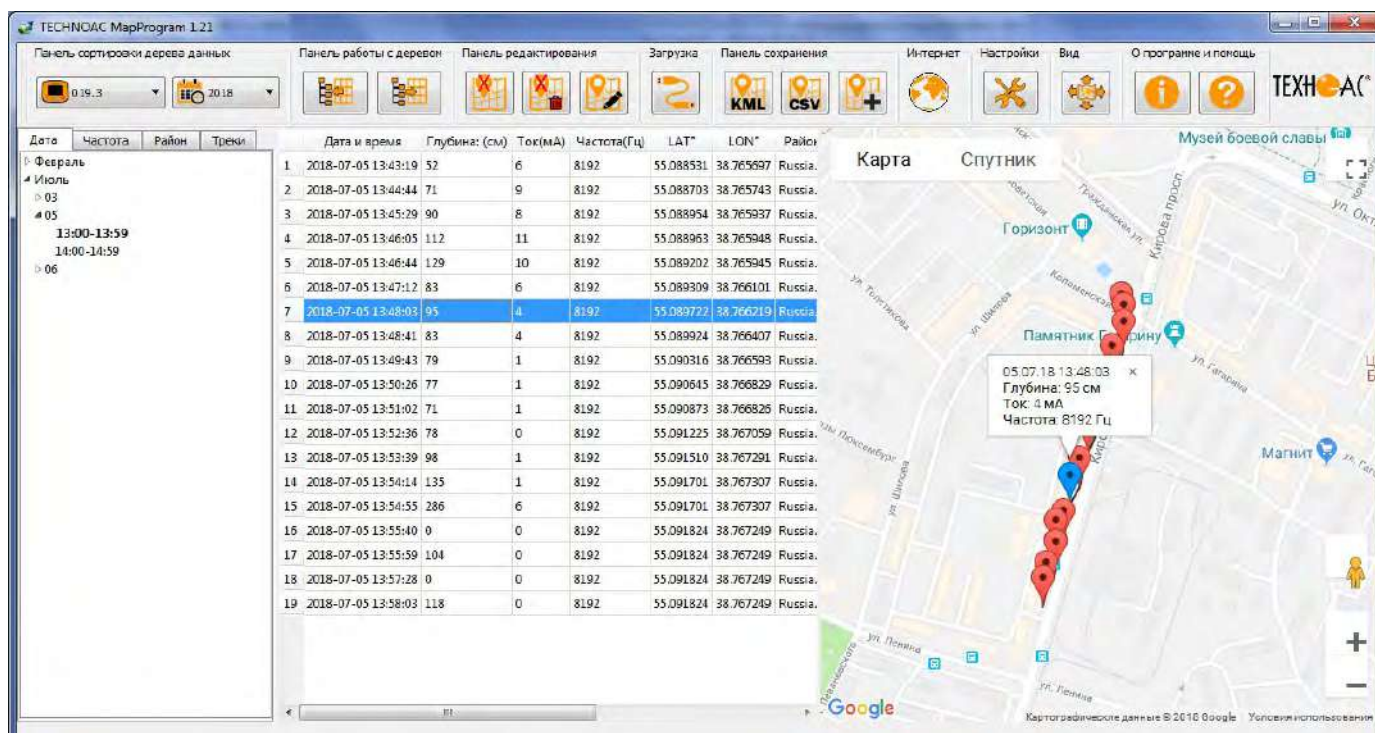 TECHNOAC MapProgram 1.21
Панель сортировки дерева данных
Панель работы с деревом
Панель редактирования
Загрузка
Панель сохранения
Интернет
Настройки
Вид
О программе и помощь
019.3
2018
KML
CSV
ТЕХНОАС
Дата
Частота
Район
Треки
Февраль
Июль
03
05
13:00-13:59
14:00-14:59
06
Дата и время Глубина: (см) Ток(мА) Частота(Гц) LAT° LON° Район
1 2018-07-05 13:43:19 52 6 8192 55.088531 38.765697 Russia.
2 2018-07-05 13:44:44 71 9 8192 55.088703 38.765743 Russia.
3 2018-07-05 13:45:29 90 8 8192 55.088954 38.765937 Russia.
4 2018-07-05 13:46:05 112 11 8192 55.088963 38.765948 Russia.
5 2018-07-05 13:46:44 129 10 8192 55.089202 38.765945 Russia.
6 2018-07-05 13:47:12 83 6 8192 55.089309 38.766101 Russia.
7 2018-07-05 13:48:03 95 4 8192 55.089722 38.766219 Russia.
8 2018-07-05 13:48:41 83 4 8192 55.089924 38.766407 Russia.
9 2018-07-05 13:49:43 79 1 8192 55.090316 38.766593 Russia.
10 2018-07-05 13:50:26 77 1 8192 55.090645 38.766829 Russia.
11 2018-07-05 13:51:02 71 1 8192 55.090873 38.766826 Russia.
12 2018-07-05 13:52:36 78 0 8192 55.091225 38.767059 Russia.
13 2018-07-05 13:53:39 98 1 8192 55.091510 38.767291 Russia.
14 2018-07-05 13:54:14 135 1 8192 55.091701 38.767307 Russia.
15 2018-07-05 13:54:55 286 6 8192 55.091701 38.767307 Russia.
16 2018-07-05 13:55:40 0 0 8192 55.091824 38.767249 Russia.
17 2018-07-05 13:55:59 104 0 8192 55.091824 38.767249 Russia.
18 2018-07-05 13:57:28 0 0 8192 55.091824 38.767249 Russia.
19 2018-07-05 13:58:03 118 0 8192 55.091824 38.767249 Russia.
Карта
Спутник
Музей боевой славы
ул. Окт
Гражданская ул.
Кирова просп.
Горизонт
Коломенская
ул. Толстикова
ул. Шилова
Памятник Г
рину
ул. Гагарина
05.07.18 13:48:03 ×
Глубина: 95 см
Ток: 4 мА
Частота: 8192 Гц
Люксембург
Магнит
ул. Шилова
ул. Ленина
ул. Ленина
Google
Картографические данные © 2018 Google
Условия использования